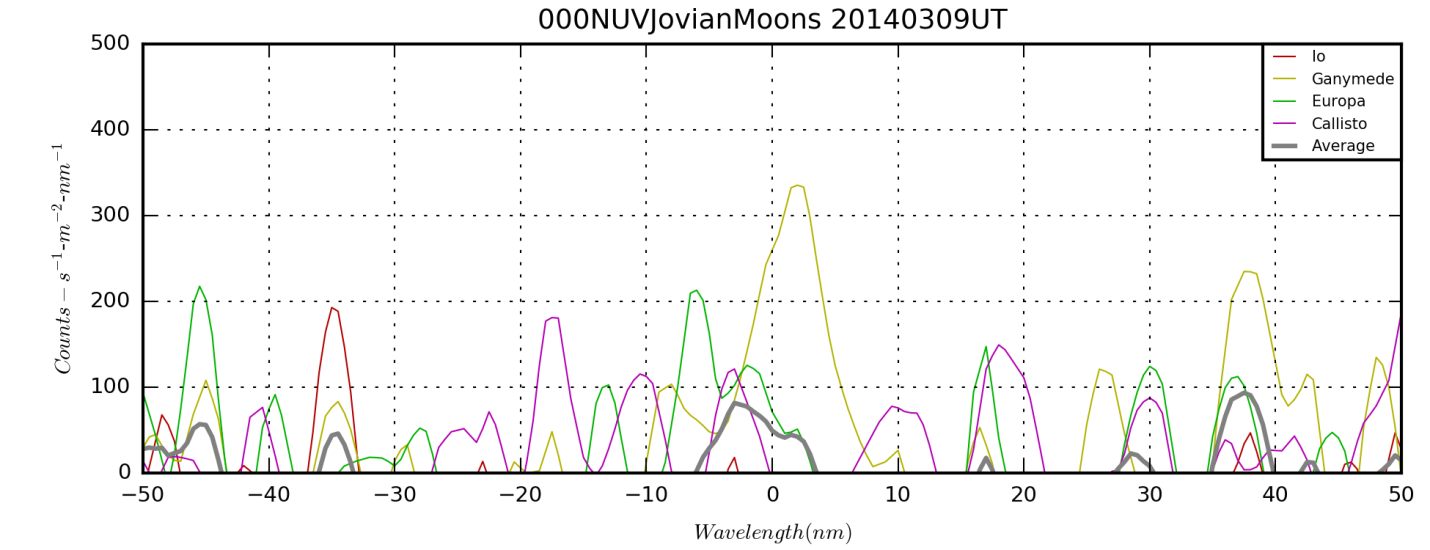 000NUVJovianMoons 20140309UT
Counts − s⁻¹-m⁻²-nm⁻¹
500
400
300
200
100
0
−50 −40 −30 −20 −10 0 10 20 30 40 50
Wavelength(nm)
Io
Ganymede
Europa
Callisto
Average